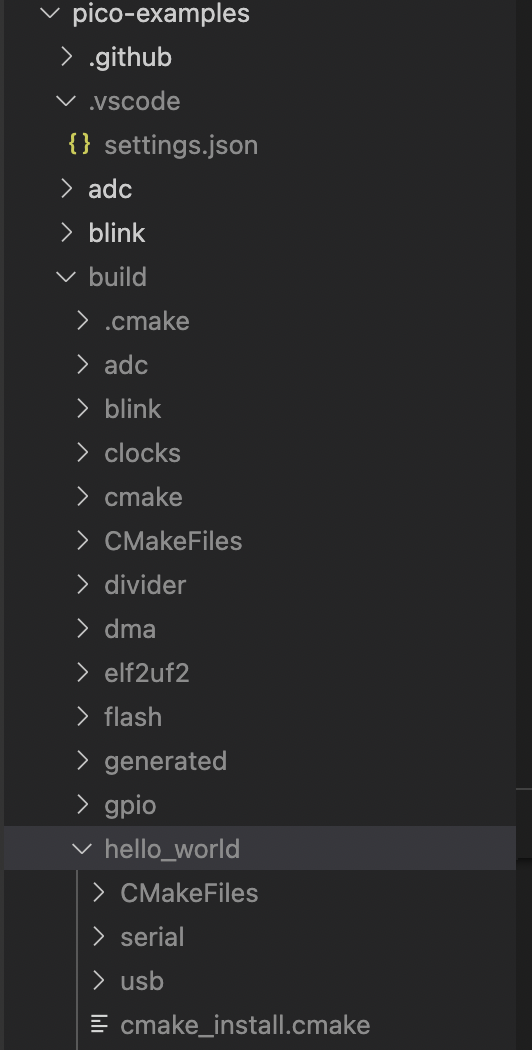 pico-examples
.github
.vscode
{} settings.json
adc
blink
build
.cmake
adc
blink
clocks
cmake
CMakeFiles
divider
dma
elf2uf2
flash
generated
gpio
hello_world
CMakeFiles
serial
usb
cmake_install.cmake